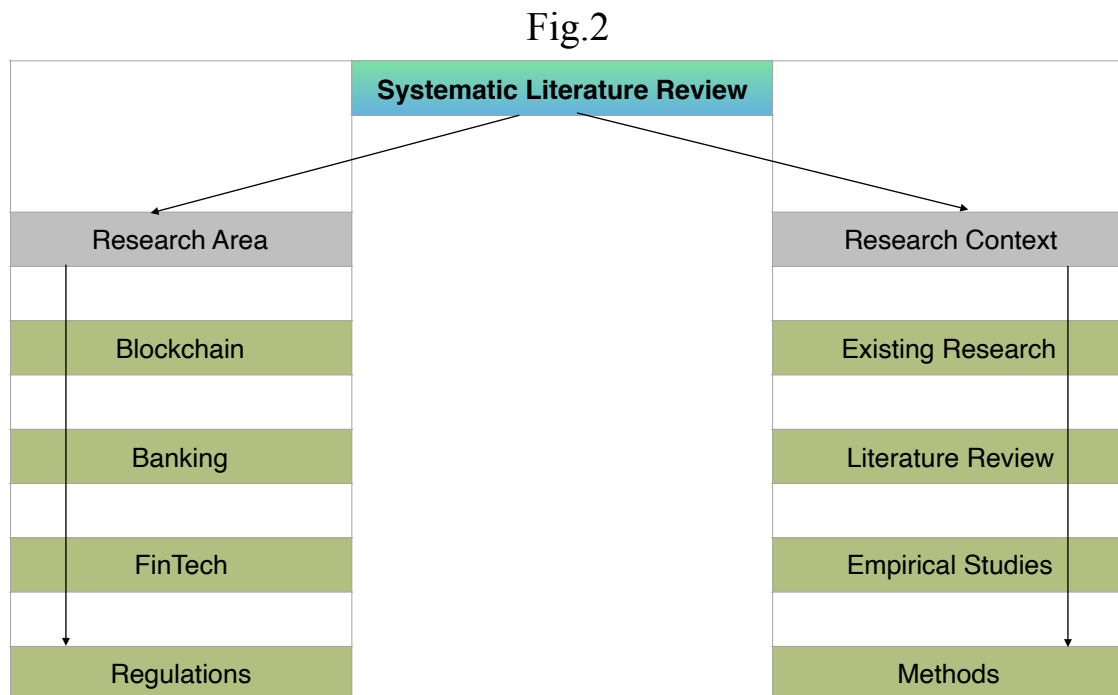 Fig.2
Systematic Literature Review
Research Area
Research Context
Blockchain
Existing Research
Banking
Literature Review
FinTech
Empirical Studies
Regulations
Methods